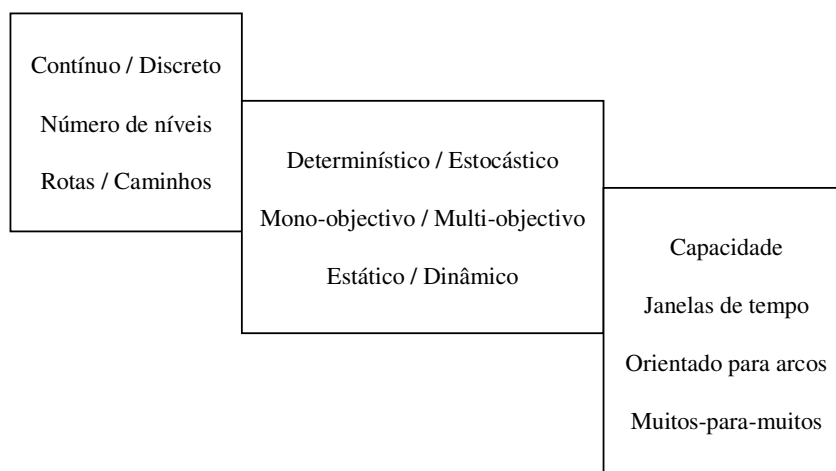 Contínuo / Discreto
Número de níveis
Rotas / Caminhos
Determinístico / Estocástico
Mono-objectivo / Multi-objectivo
Estático / Dinâmico
Capacidade
Janelas de tempo
Orientado para arcos
Muitos-para-muitos